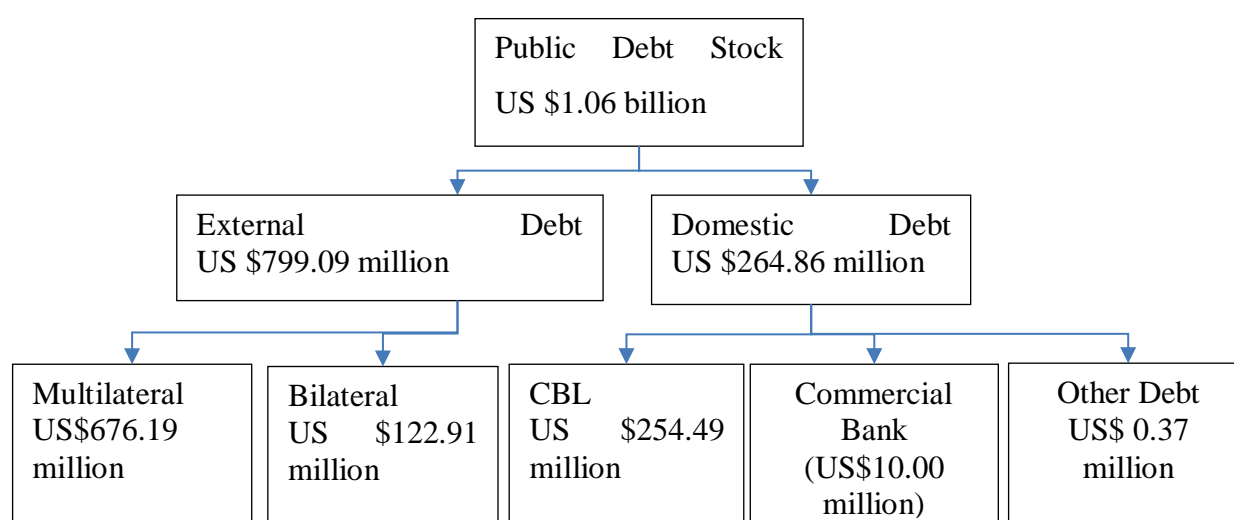 Public Debt Stock
US $1.06 billion
External Debt
US $799.09 million
Domestic Debt
US $264.86 million
Multilateral
US$676.19
million
Bilateral
US $122.91
million
CBL
US $254.49
million
Commercial
Bank
(US$10.00
million)
Other Debt
US$ 0.37
million